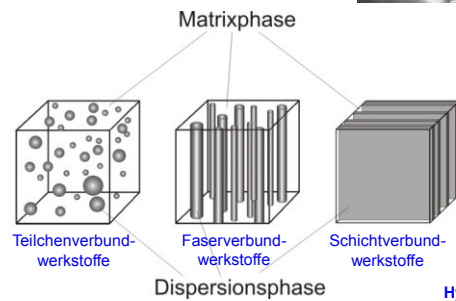 Matrixphase
Teilchenverbund-
werkstoffe
Faserverbund-
werkstoffe
Schichtverbund-
werkstoffe
Dispersionsphase